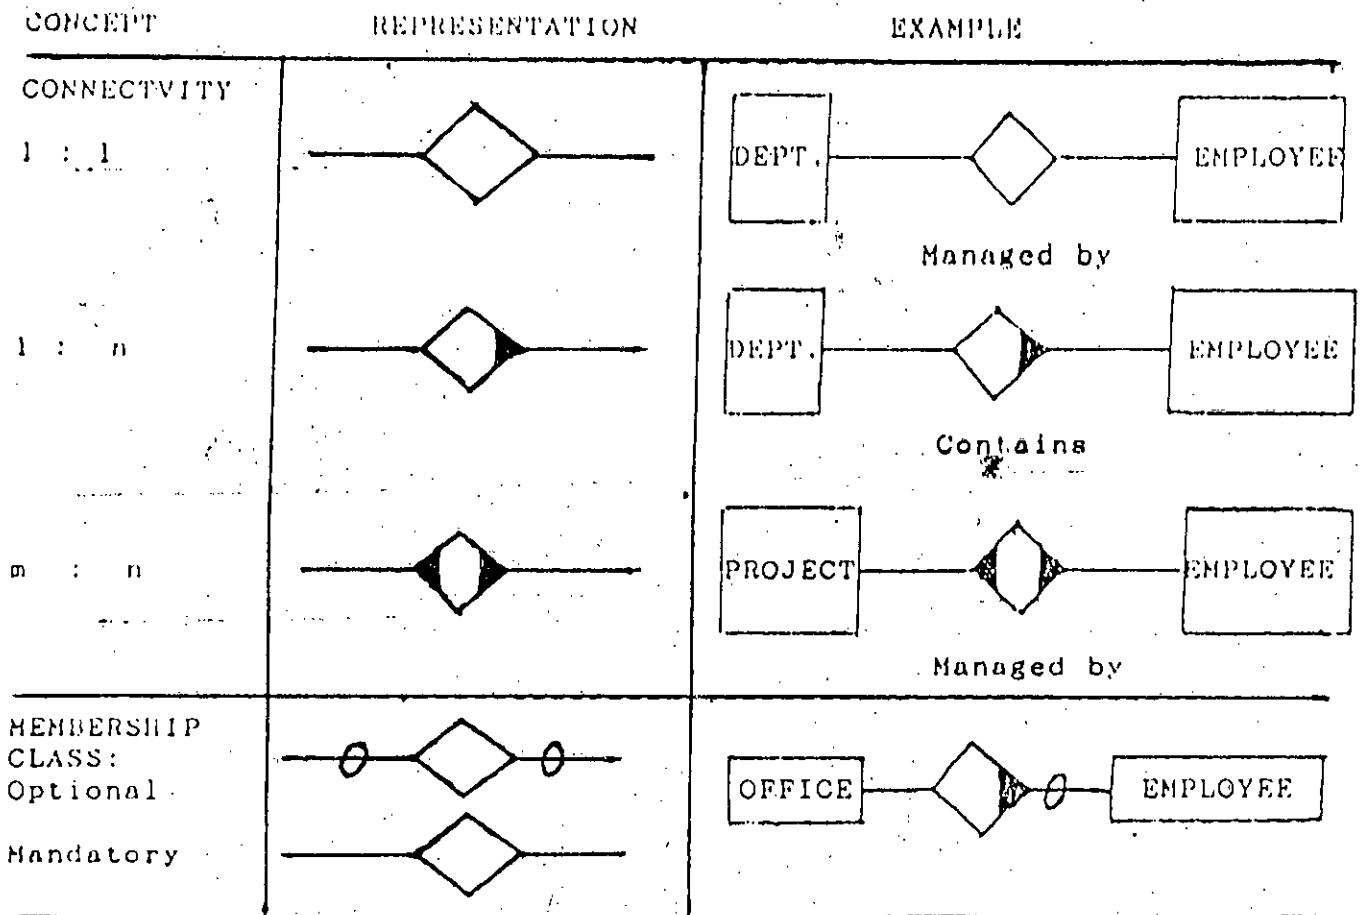 CONCEPT REPRESENTATION EXAMPLE
CONNECTVITY
1 : 1 DEPT. EMPLOYEE
Managed by
1 : n DEPT. EMPLOYEE
Contains
m : n PROJECT EMPLOYEE
Managed by
MEMBERSHIP
CLASS:
Optional OFFICE EMPLOYEE
Mandatory